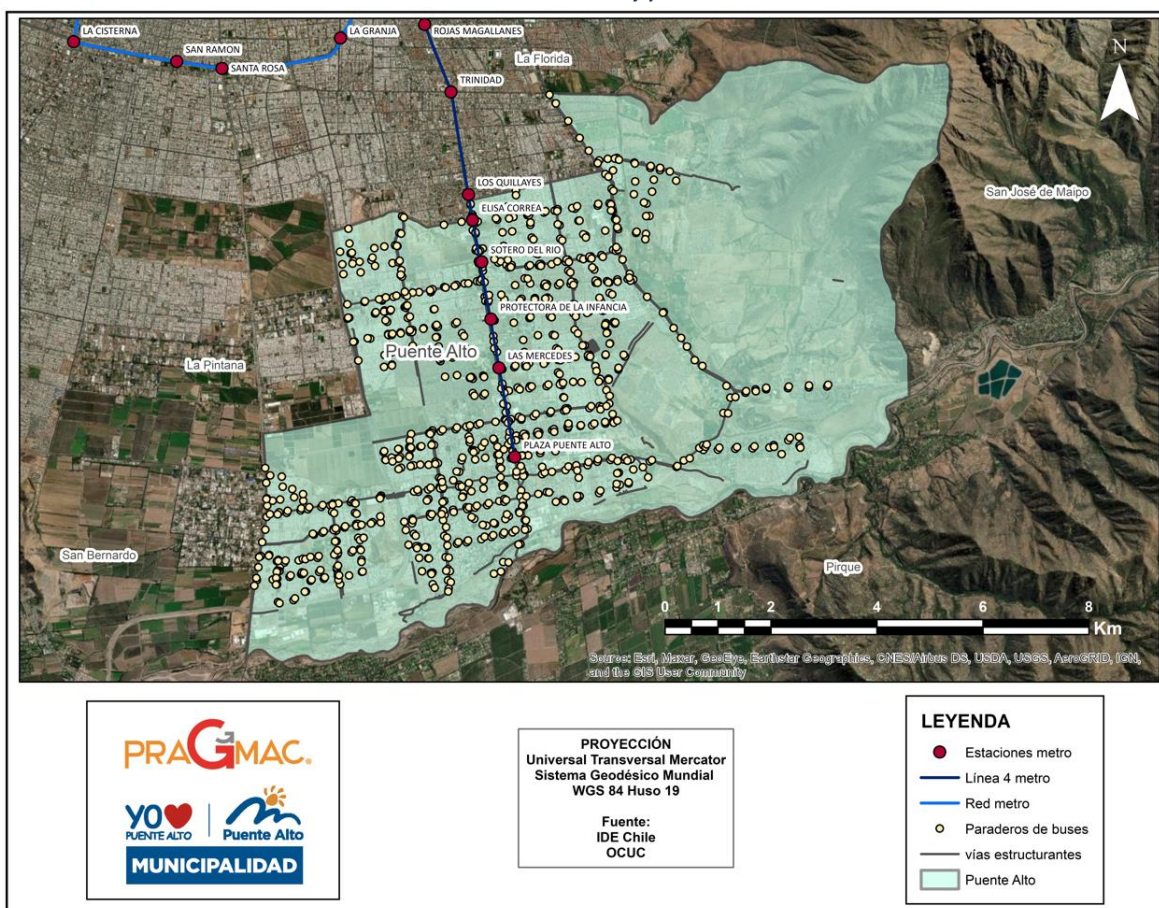 LA CISTERNA
SAN RAMON
SANTA ROSA
LA GRANJA
ROJAS MAGALLANES
La Florida
N
TRINIDAD
San José de Maipo
LOS QUILLAYES
ELISA CORREA
SOTERO DEL RIO
PROTECTORA DE LA INFANCIA
Puente Alto
La Pintana
LAS MERCEDES
PLAZA PUENTE ALTO
San Bernardo
Pirque
0 1 2 4 6 8
Km
Source: Esri, Maxar, GeoEye, Earthstar Geographics, CNES/Airbus DS, USDA, USGS, AeroGRID, IGN,
and the GIS User Community
PRAGMAC.
YO
PUENTE ALTO
Puente Alto
MUNICIPALIDAD
PROYECCIÓN
Universal Transversal Mercator
Sistema Geodésico Mundial
WGS 84 Huso 19
Fuente:
IDE Chile
OCUC
LEYENDA
Estaciones metro
Línea 4 metro
Red metro
Paraderos de buses
vías estructurantes
Puente Alto